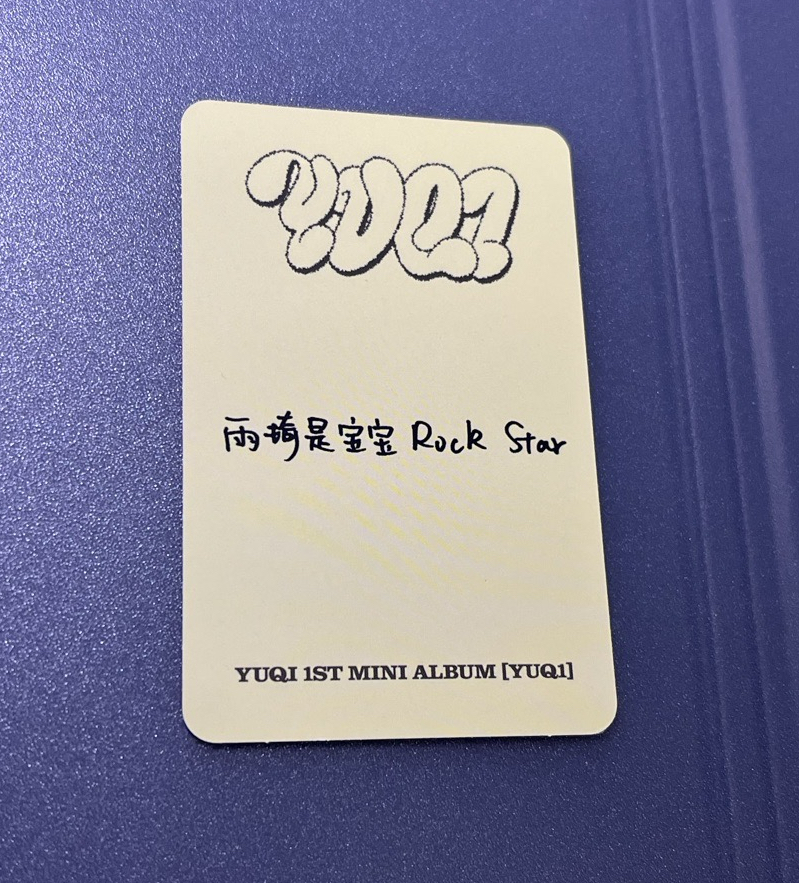 YUQ1
雨琦是宝宝 Rock Star
YUQI 1ST MINI ALBUM [YUQ1]